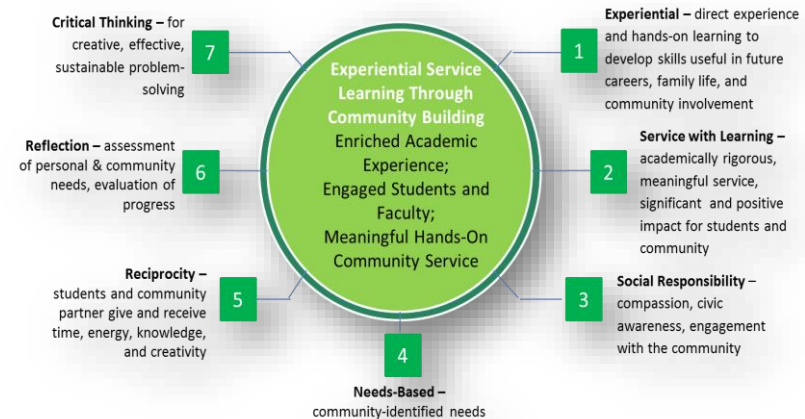 Experiential Service
Learning Through
Community Building
Enriched Academic
Experience;
Engaged Students and
Faculty;
Meaningful Hands-On
Community Service
1
Experiential – direct experience
and hands-on learning to
develop skills useful in future
careers, family life, and
community involvement
2
Service with Learning –
academically rigorous,
meaningful service,
significant and positive
impact for students and
community
3
Social Responsibility –
compassion, civic
awareness, engagement
with the community
4
Needs-Based –
community-identified needs
5
Reciprocity –
students and community
partner give and receive
time, energy, knowledge,
and creativity
6
Reflection – assessment
of personal & community
needs, evaluation of
progress
7
Critical Thinking – for
creative, effective,
sustainable problem-
solving